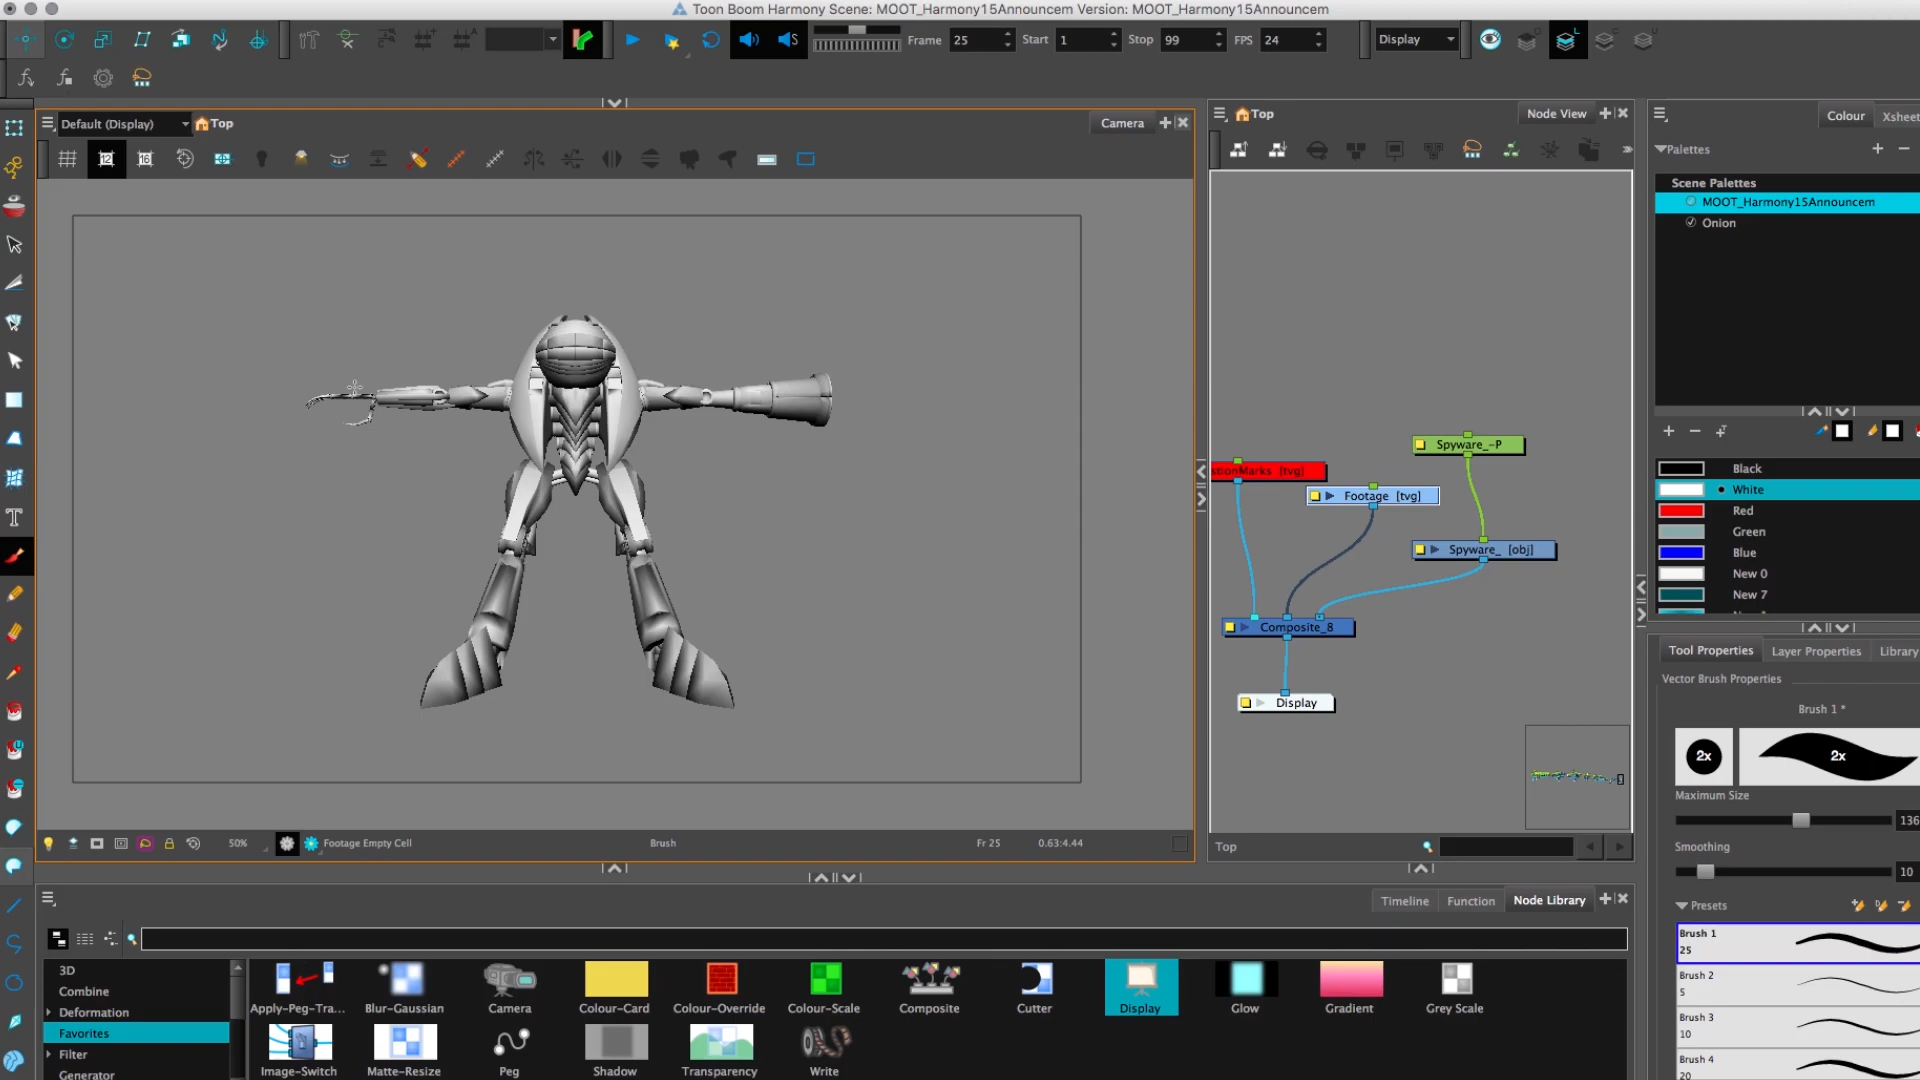 Toon Boom Harmony Scene: MOOT_Harmony15Announcem Version: MOOT_Harmony15Announcem
Frame 25 Start 1 Stop 99 FPS 24 Display
Default (Display) Top Camera
12 16
Top Node View
Colour Xsheet
Palettes
Scene Palettes
MOOT_Harmony15Announcem
Onion
Spyware_-P
stionMarks [tvg]
Footage [tvg]
Spyware_ [obj]
Composite_8
Display
Black
White
Red
Green
Blue
New 0
New 7
Tool Properties Layer Properties Library
Vector Brush Properties
Brush 1 *
2x 2x
Maximum Size
136
Smoothing
10
Presets
Brush 1
25
Brush 2
5
Brush 3
10
Brush 4
20
50% Footage Empty Cell Brush Fr 25 0.63:4.44
Top
Timeline Function Node Library
3D
Combine
Deformation
Favorites
Filter
Generator
Apply-Peg-Tra... Blur-Gaussian Camera Colour-Card Colour-Override Colour-Scale Composite Cutter Display Glow Gradient Grey Scale
Image-Switch Matte-Resize Peg Shadow Transparency Write